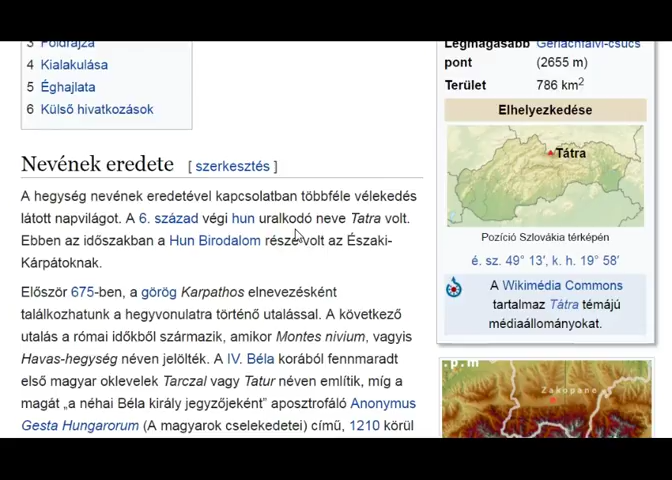 3 Földrajza
4 Kialakulása
5 Éghajlata
6 Külső hivatkozások
Nevének eredete [ szerkesztés ]
A hegység nevének eredetével kapcsolatban többféle vélekedés
látott napvilágot. A 6. század végi hun uralkodó neve Tatra volt.
Ebben az időszakban a Hun Birodalom része volt az Északi-
Kárpátoknak.
Először 675-ben, a görög Karpathos elnevezésként
találkozhatunk a hegyvonulatra történő utalással. A következő
utalás a római időkből származik, amikor Montes nivium, vagyis
Havas-hegység néven jelölték. A IV. Béla korából fennmaradt
első magyar oklevelek Tarczal vagy Tatur néven említik, míg a
magát „a néhai Béla király jegyzőjeként” aposztrofáló Anonymus
Gesta Hungarorum (A magyarok cselekedetei) című, 1210 körül
Legmagasabb Gerlachfalvi-csúcs
pont (2655 m)
Terület 786 km²
Elhelyezkedése
Tátra
Pozíció Szlovákia térképén
é. sz. 49° 13′, k. h. 19° 58′
A Wikimédia Commons
tartalmaz Tátra témájú
médiaállományokat.
.p.m
Zakopane